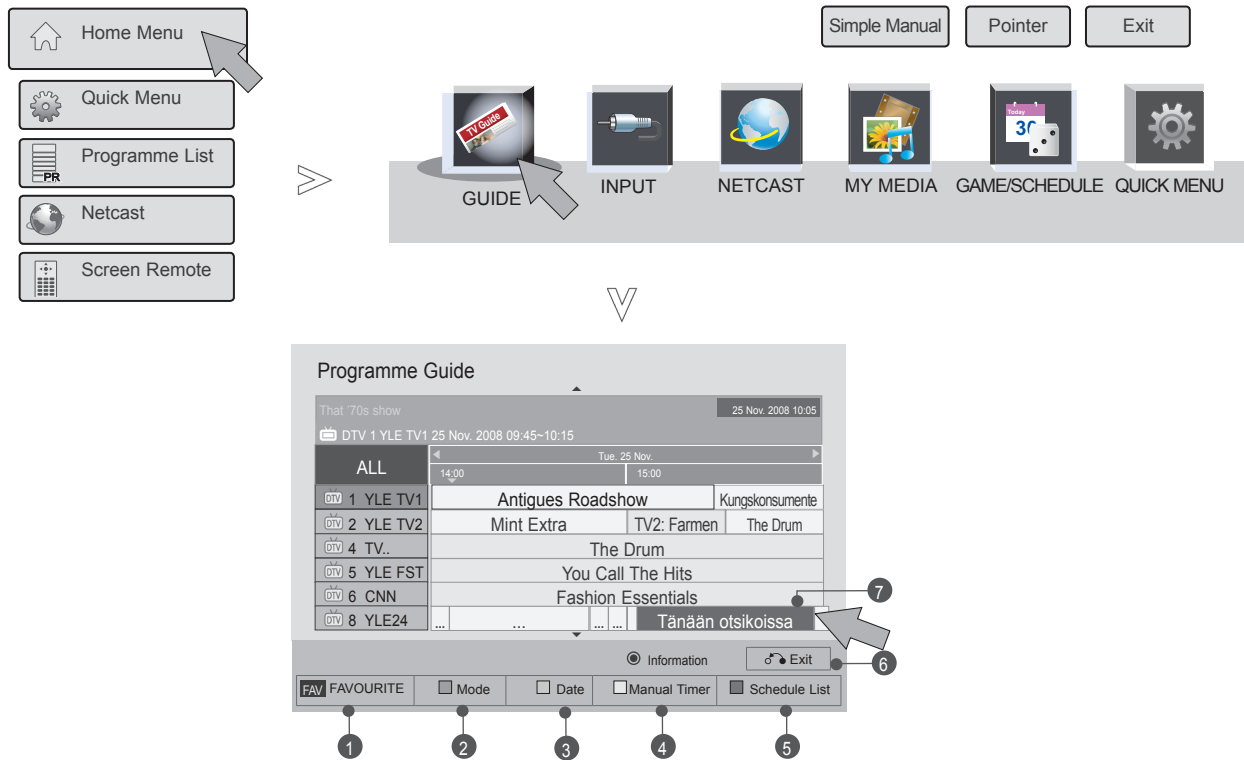 Home Menu
Quick Menu
PR
Programme List
Netcast
Screen Remote
Simple Manual
Pointer
Exit
TV Guide
Today
30
GUIDE
INPUT
NETCAST
MY MEDIA
GAME/SCHEDULE
QUICK MENU
Programme Guide
That '70s show
25 Nov. 2008 10:05
DTV 1 YLE TV1 25 Nov. 2008 09:45~10:15
ALL
Tue. 25 Nov.
14:00
15:00
DTV 1 YLE TV1
Antigues Roadshow
Kungskonsumente
DTV 2 YLE TV2
Mint Extra
TV2: Farmen
The Drum
DTV 4 TV..
The Drum
DTV 5 YLE FST
You Call The Hits
DTV 6 CNN
Fashion Essentials
DTV 8 YLE24
...
...
...
...
Tänään otsikoissa
7
Information
Exit
6
FAV FAVOURITE
Mode
Date
Manual Timer
Schedule List
1
2
3
4
5